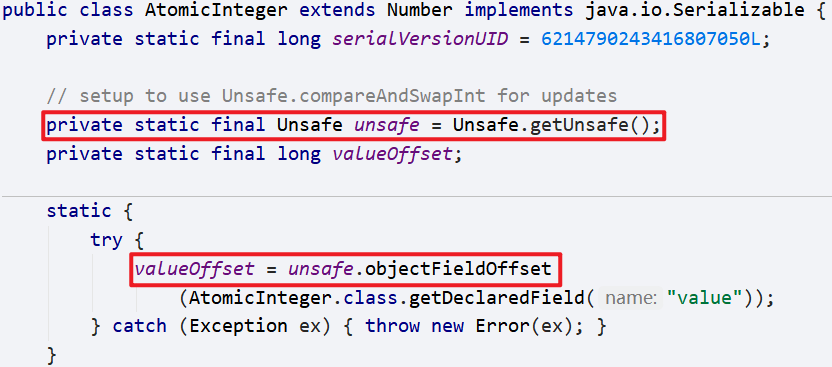 public class AtomicInteger extends Number implements java.io.Serializable {
    private static final long serialVersionUID = 6214790243416807050L;
    // setup to use Unsafe.compareAndSwapInt for updates
    private static final Unsafe unsafe = Unsafe.getUnsafe();
    private static final long valueOffset;
    static {
        try {
            valueOffset = unsafe.objectFieldOffset
                (AtomicInteger.class.getDeclaredField( name: "value"));
        } catch (Exception ex) { throw new Error(ex); }
    }